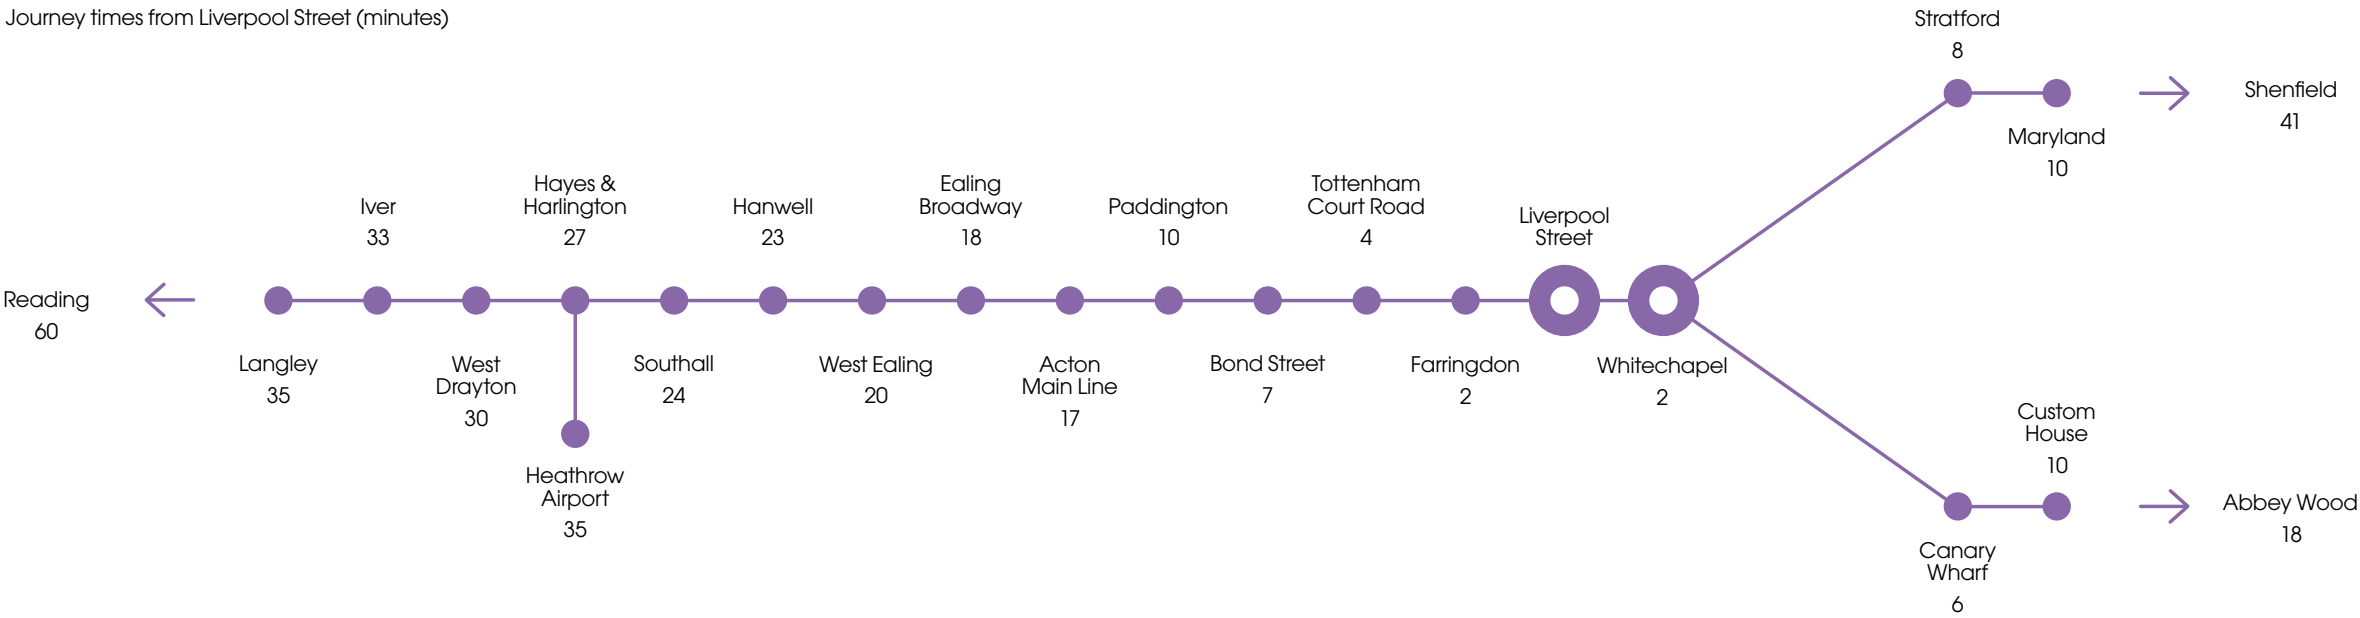 Journey times from Liverpool Street (minutes)
Reading
60
Langley
35
Iver
33
West
Drayton
30
Hayes &
Harlington
27
Heathrow
Airport
35
Southall
24
Hanwell
23
West Ealing
20
Ealing
Broadway
18
Acton
Main Line
17
Paddington
10
Bond Street
7
Tottenham
Court Road
4
Farringdon
2
Liverpool
Street
Whitechapel
2
Stratford
8
Maryland
10
Shenfield
41
Canary
Wharf
6
Custom
House
10
Abbey Wood
18